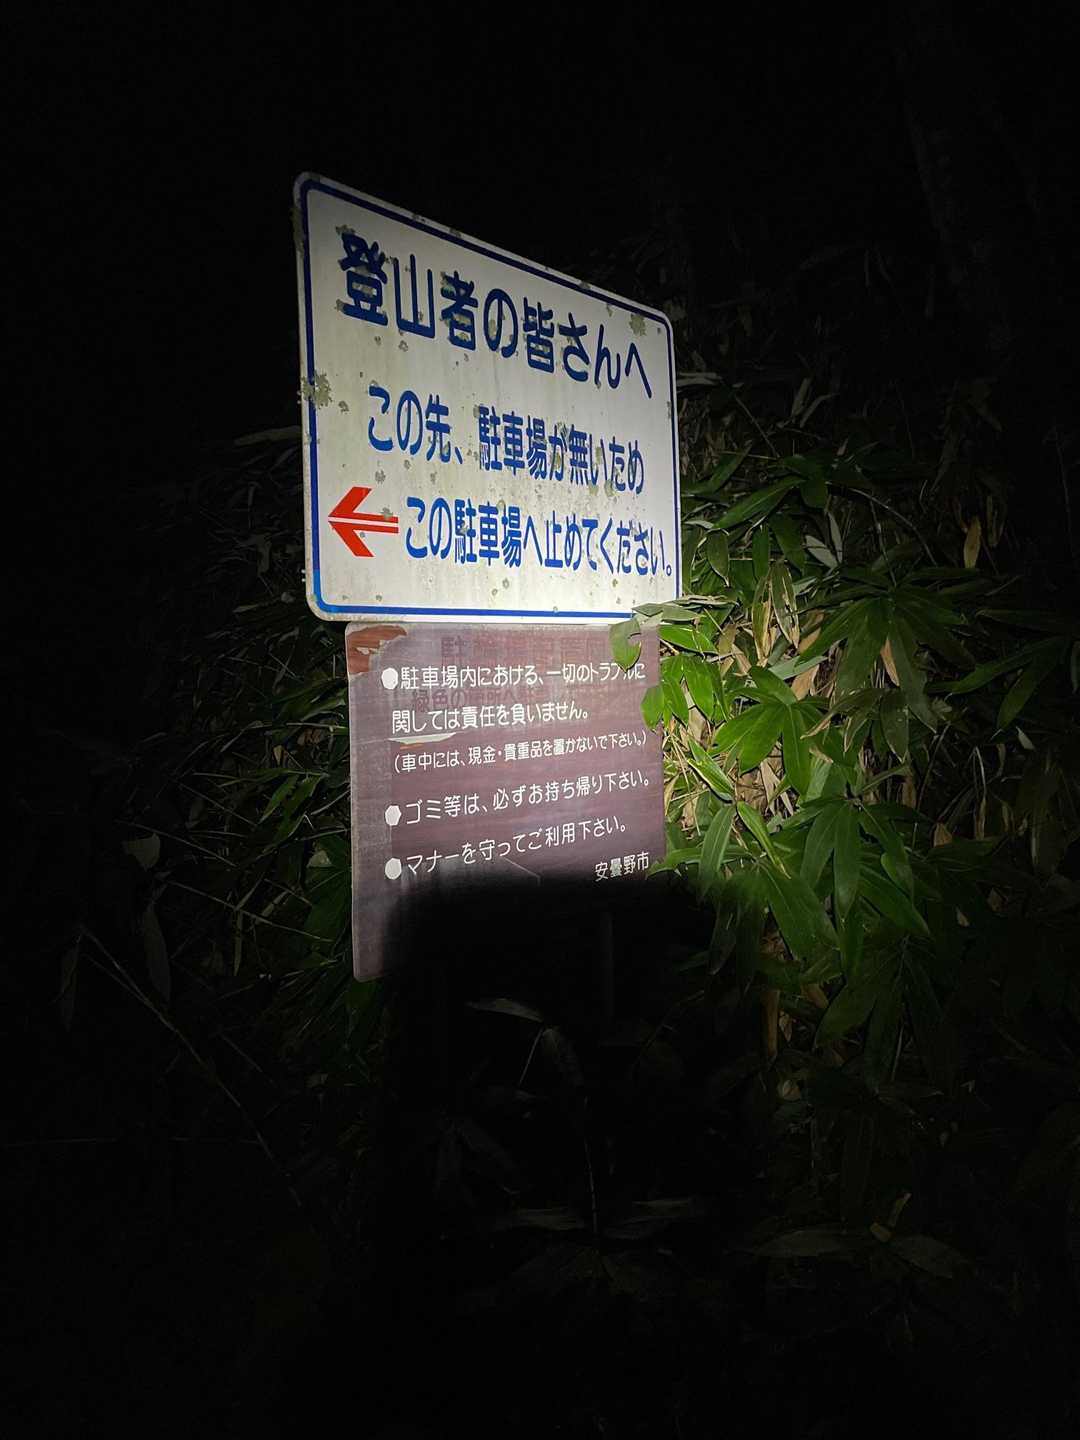 登山者の皆さんへ
この先、駐車場が無いため
この駐車場へ止めてください。
●駐車場内における、一切のトラブルに
関しては責任を負いません。
（車中には、現金・貴重品を置かないで下さい。）
●ゴミ等は、必ずお持ち帰り下さい。
●マナーを守ってご利用下さい。
安曇野市